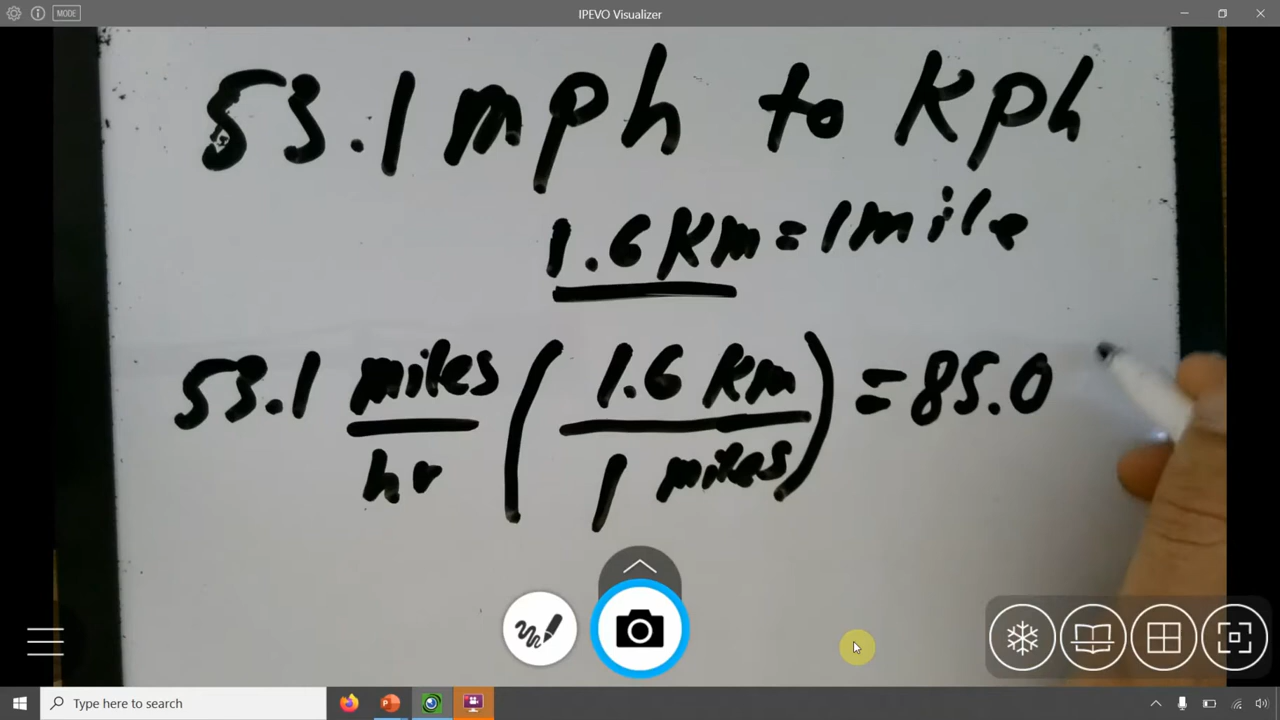 MODE
IPEVO Visualizer
53.1 mph to kph
1.6 km = 1 mile
53.1 miles/hr ( 1.6 km / 1 miles ) = 85.0
Type here to search